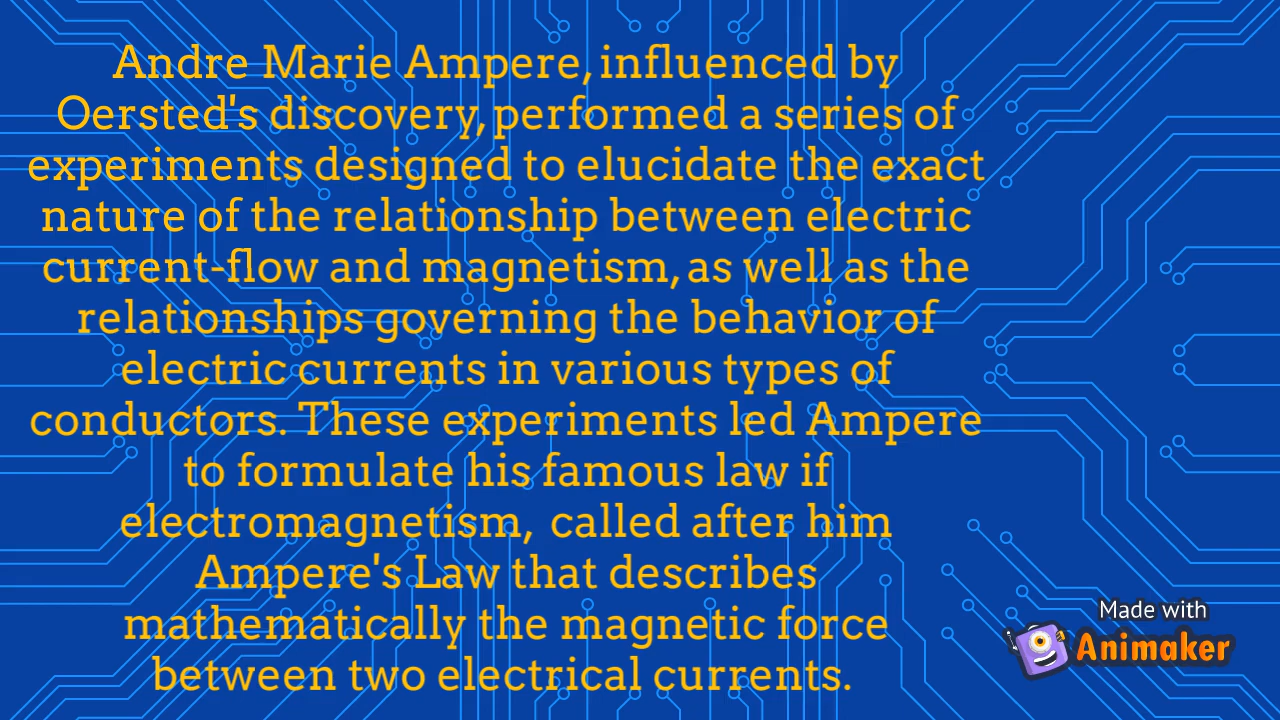 Andre Marie Ampere, influenced by
Oersted's discovery, performed a series of
experiments designed to elucidate the exact
nature of the relationship between electric
current-flow and magnetism, as well as the
relationships governing the behavior of
electric currents in various types of
conductors. These experiments led Ampere
to formulate his famous law if
electromagnetism, called after him
Ampere's Law that describes
mathematically the magnetic force
between two electrical currents.
Made with
Animaker